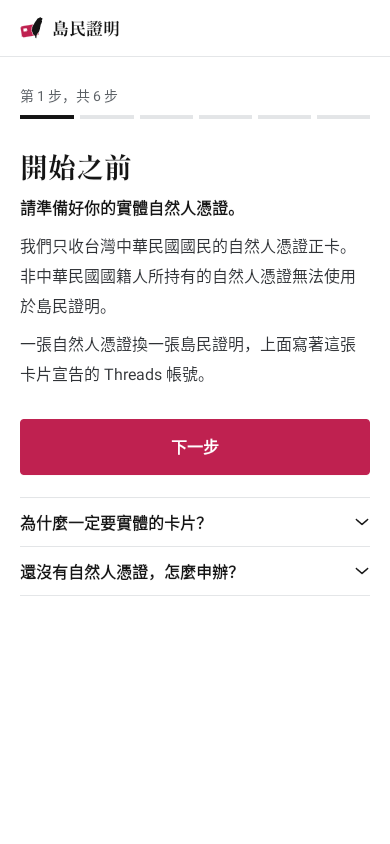 島民證明
第 1 步，共 6 步
開始之前
請準備好你的實體自然人憑證。
我們只收台灣中華民國國民的自然人憑證正卡。
非中華民國國籍人所持有的自然人憑證無法使用
於島民證明。
一張自然人憑證換一張島民證明，上面寫著這張
卡片宣告的 Threads 帳號。
下一步
為什麼一定要實體的卡片？
還沒有自然人憑證，怎麼申辦？